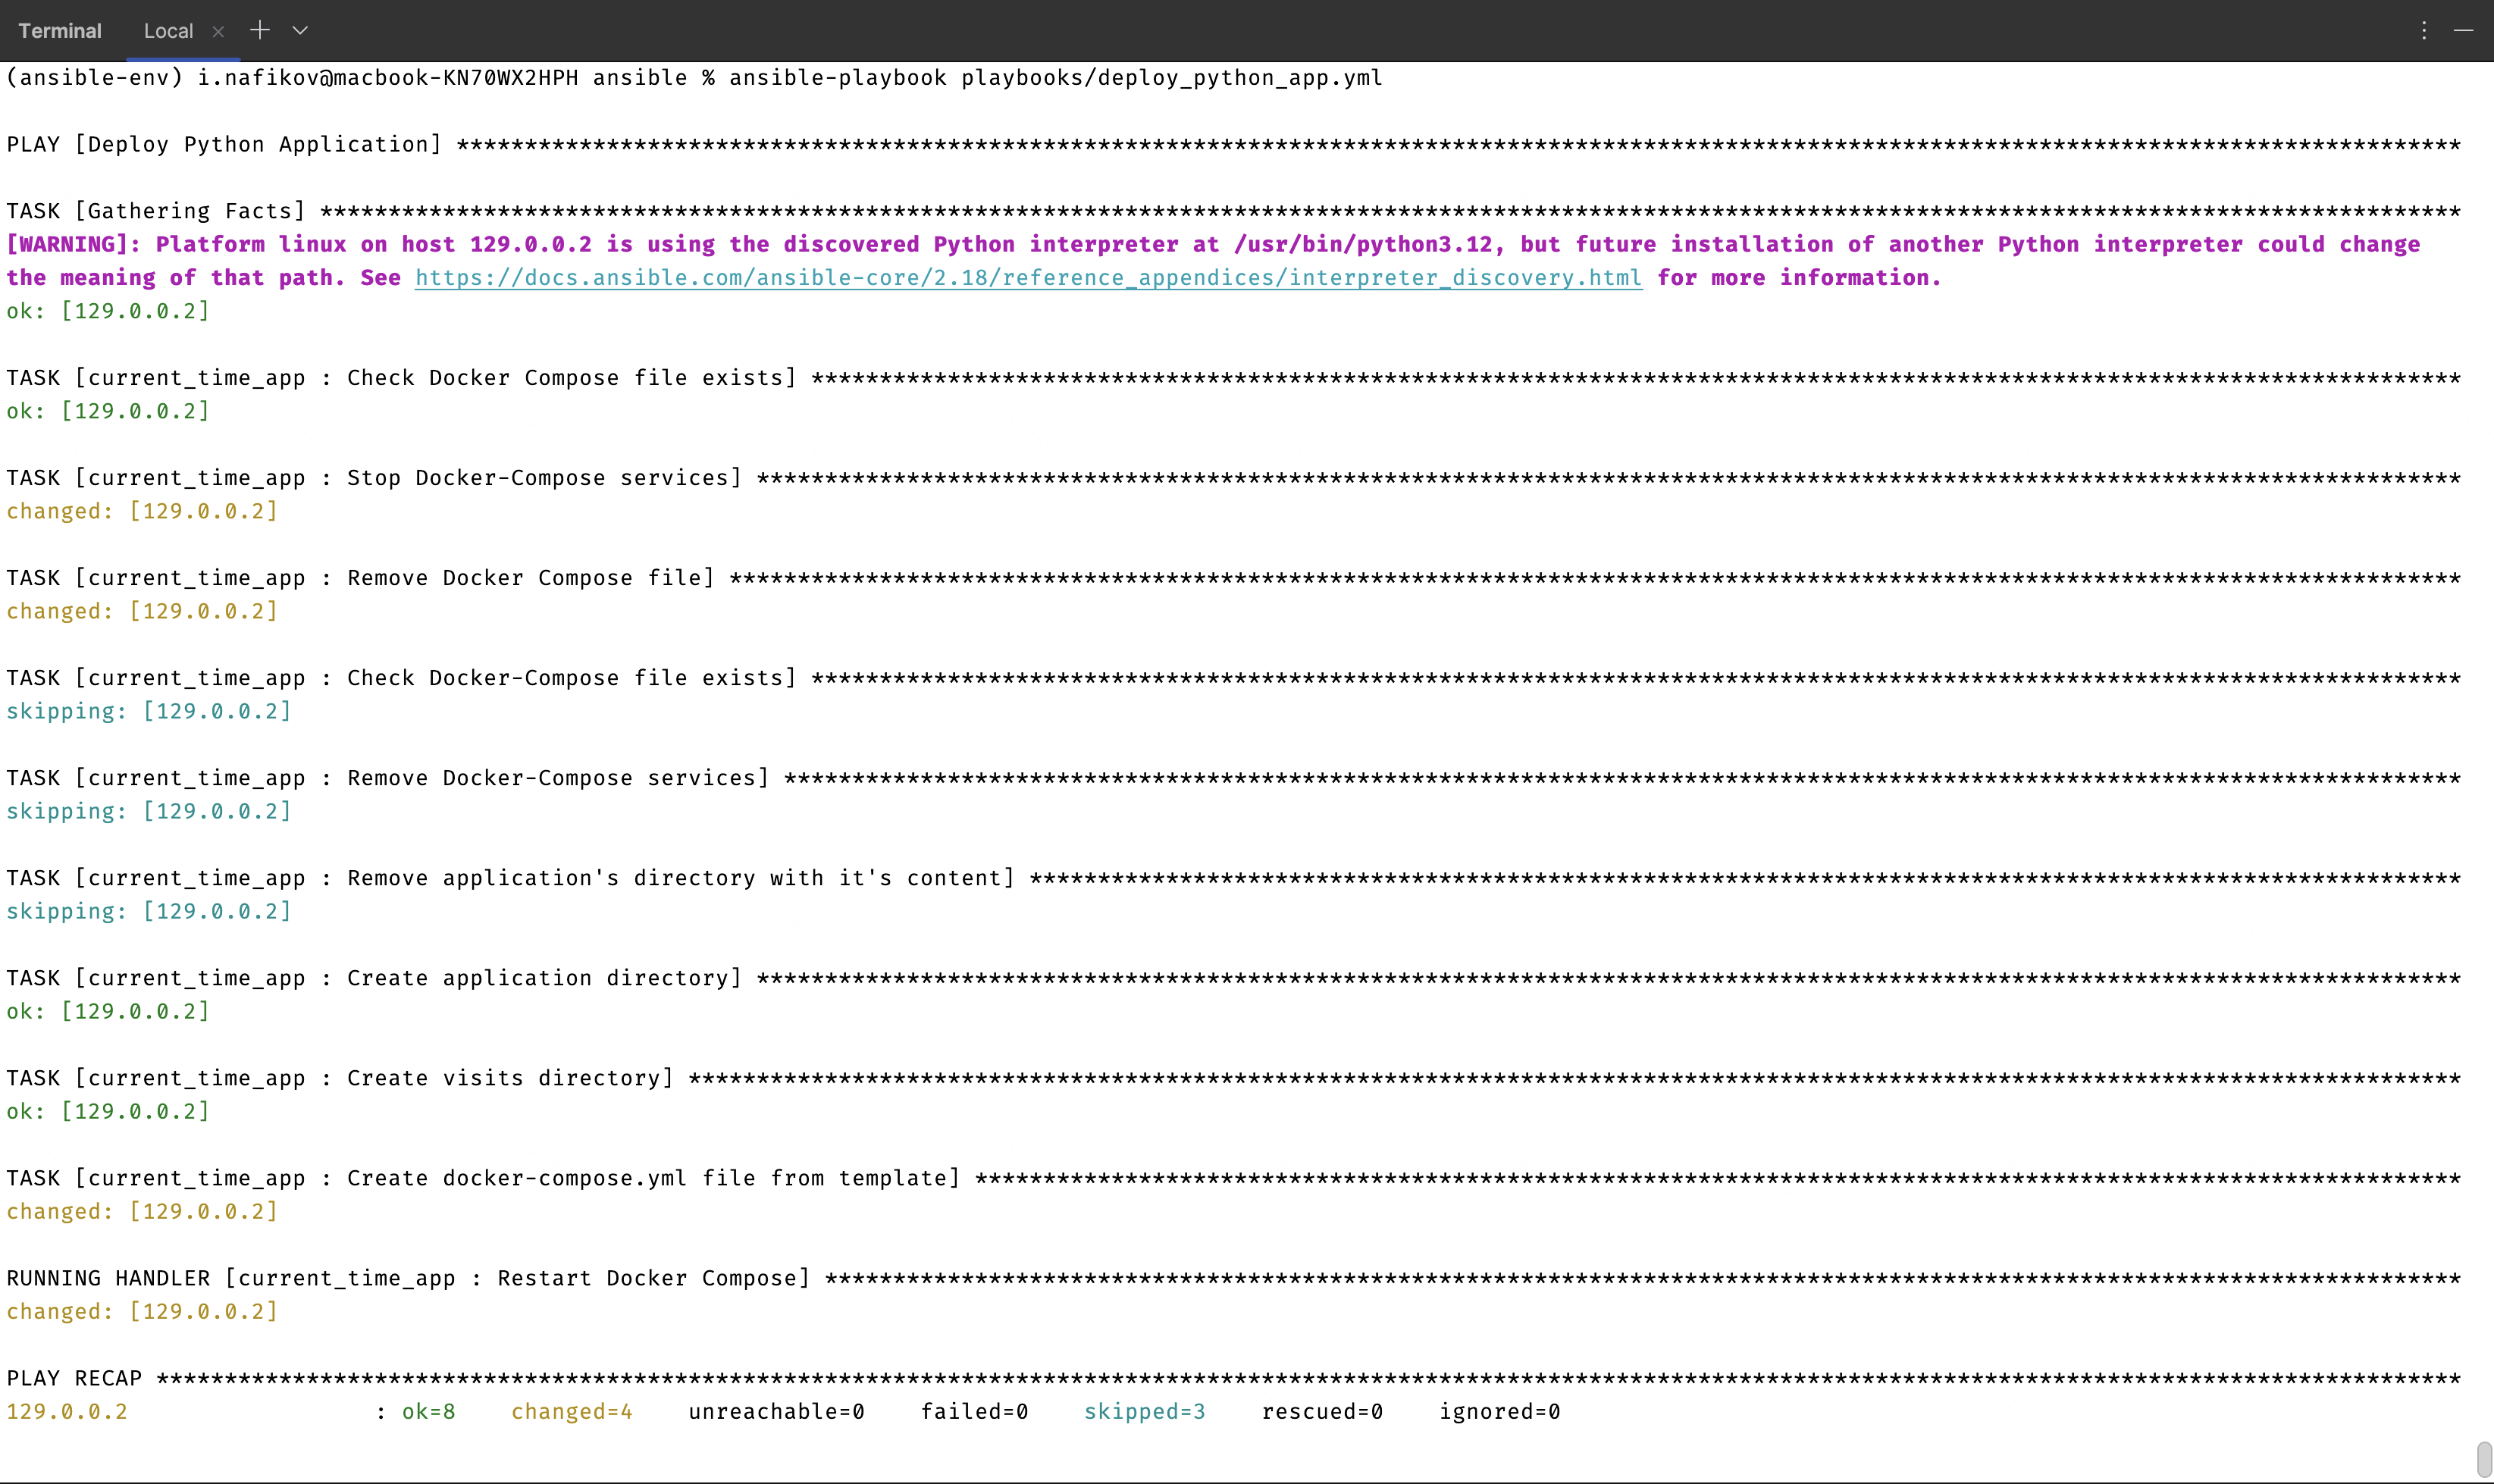 Terminal Local
(ansible-env) i.nafikov@macbook-KN70WX2HPH ansible % ansible-playbook playbooks/deploy_python_app.yml
PLAY [Deploy Python Application] ***************************************************************************************************************************************************
TASK [Gathering Facts] *************************************************************************************************************************************************************
[WARNING]: Platform linux on host 129.0.0.2 is using the discovered Python interpreter at /usr/bin/python3.12, but future installation of another Python interpreter could change
the meaning of that path. See https://docs.ansible.com/ansible-core/2.18/reference_appendices/interpreter_discovery.html for more information.
ok: [129.0.0.2]
TASK [current_time_app : Check Docker Compose file exists] *************************************************************************************************************************
ok: [129.0.0.2]
TASK [current_time_app : Stop Docker-Compose services] *****************************************************************************************************************************
changed: [129.0.0.2]
TASK [current_time_app : Remove Docker Compose file] *******************************************************************************************************************************
changed: [129.0.0.2]
TASK [current_time_app : Check Docker-Compose file exists] *************************************************************************************************************************
skipping: [129.0.0.2]
TASK [current_time_app : Remove Docker-Compose services] ***************************************************************************************************************************
skipping: [129.0.0.2]
TASK [current_time_app : Remove application's directory with it's content] *********************************************************************************************************
skipping: [129.0.0.2]
TASK [current_time_app : Create application directory] *****************************************************************************************************************************
ok: [129.0.0.2]
TASK [current_time_app : Create visits directory] **********************************************************************************************************************************
ok: [129.0.0.2]
TASK [current_time_app : Create docker-compose.yml file from template] *************************************************************************************************************
changed: [129.0.0.2]
RUNNING HANDLER [current_time_app : Restart Docker Compose] ************************************************************************************************************************
changed: [129.0.0.2]
PLAY RECAP *************************************************************************************************************************************************************************
129.0.0.2 : ok=8 changed=4 unreachable=0 failed=0 skipped=3 rescued=0 ignored=0